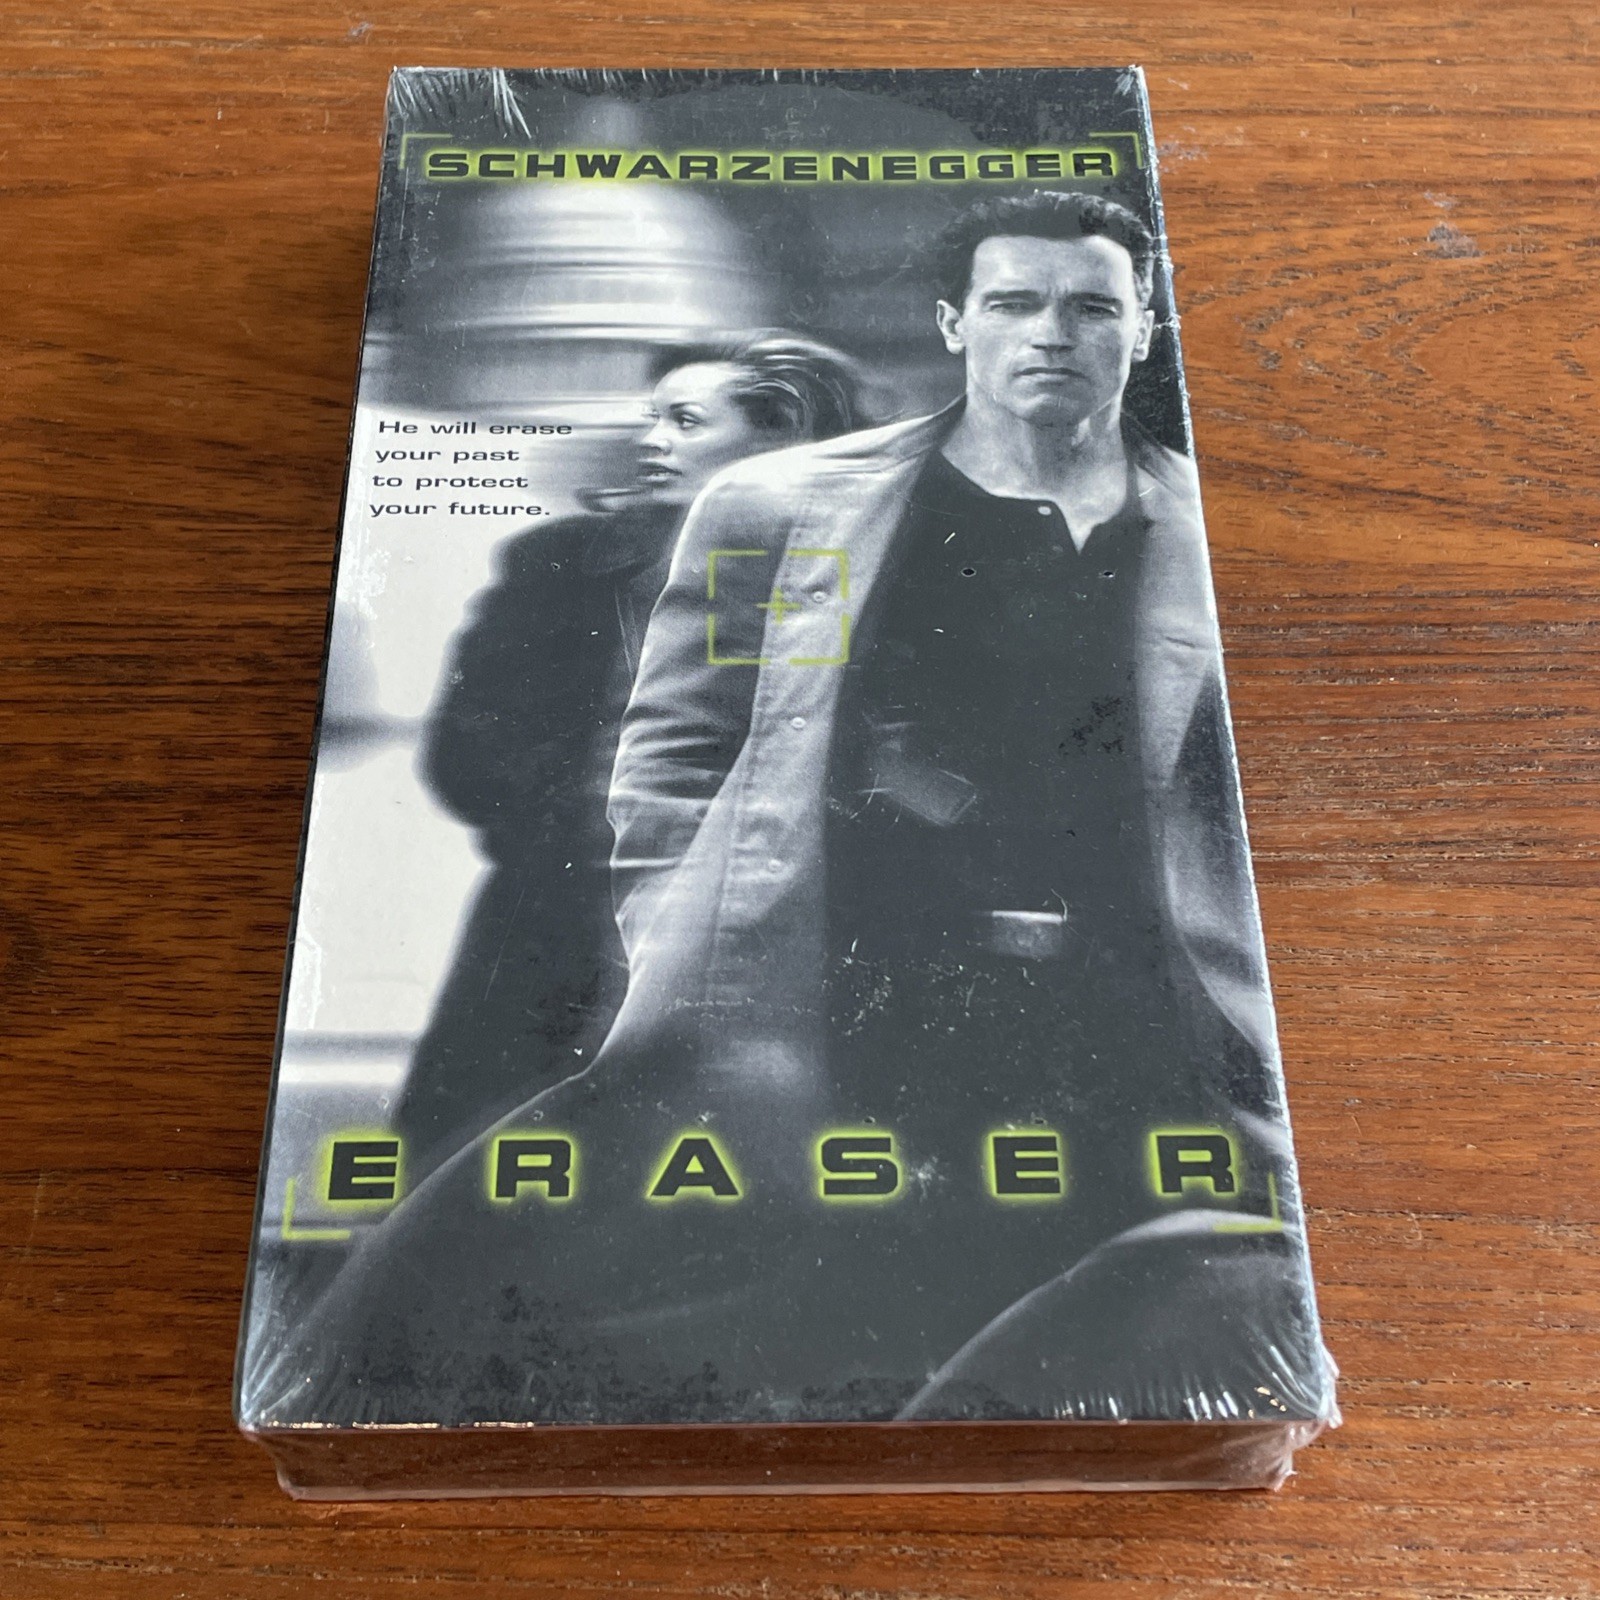 SCHWARZENEGGER
He will erase
your past
to protect
your future.
ERASER